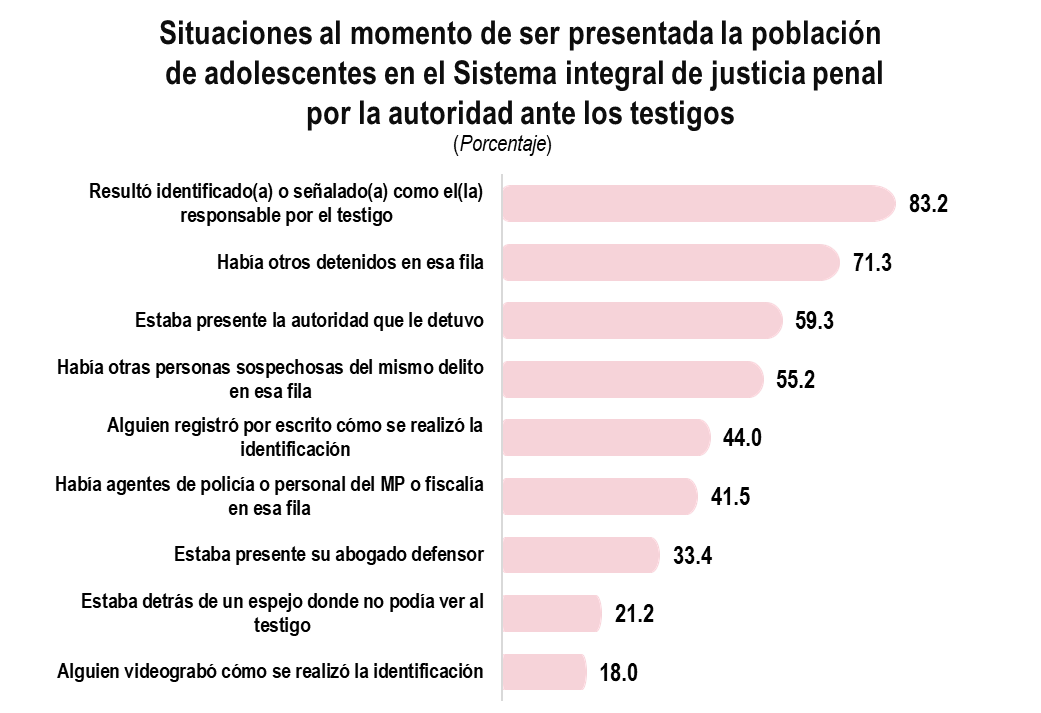 Situaciones al momento de ser presentada la población
de adolescentes en el Sistema integral de justicia penal
por la autoridad ante los testigos
(Porcentaje)
Resultó identificado(a) o señalado(a) como el(la)
responsable por el testigo
83.2
Había otros detenidos en esa fila
71.3
Estaba presente la autoridad que le detuvo
59.3
Había otras personas sospechosas del mismo delito
en esa fila
55.2
Alguien registró por escrito cómo se realizó la
identificación
44.0
Había agentes de policía o personal del MP o fiscalía
en esa fila
41.5
Estaba presente su abogado defensor
33.4
Estaba detrás de un espejo donde no podía ver al
testigo
21.2
Alguien videograbó cómo se realizó la identificación
18.0